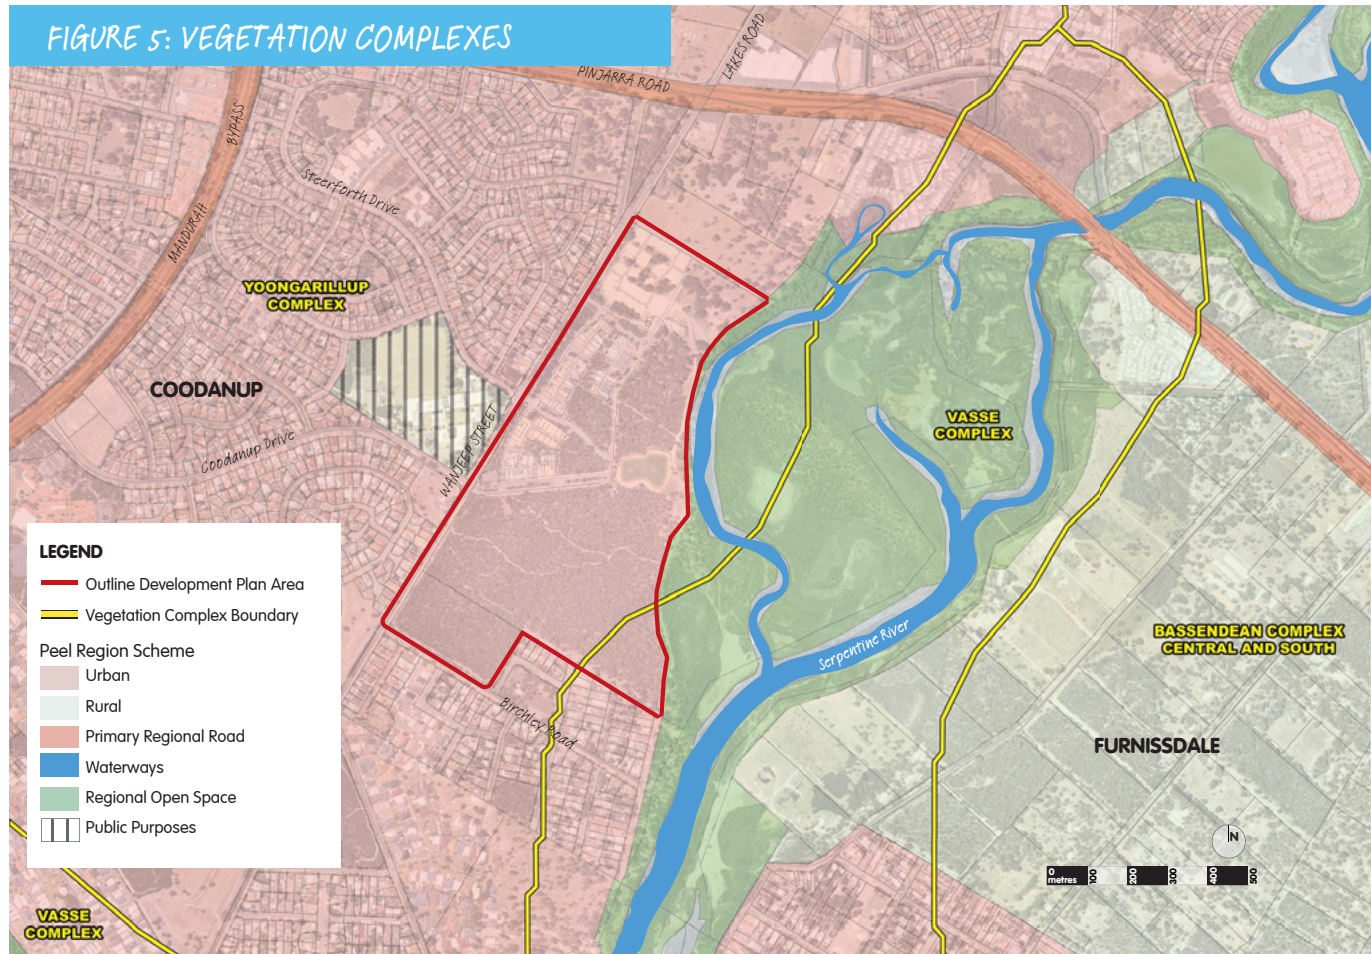 FIGURE 5: VEGETATION COMPLEXES
LAKES ROAD
PINJARRA ROAD
BYPASS
Steerforth Drive
MANDURAH
YOONGARILLUP
COMPLEX
COODANUP
WANJEEP STREET
Coodanup Drive
VASSE
COMPLEX
LEGEND
Outline Development Plan Area
Vegetation Complex Boundary
Peel Region Scheme
Urban
Rural
Primary Regional Road
Waterways
Regional Open Space
Public Purposes
Serpentine River
BASSENDEAN COMPLEX
CENTRAL AND SOUTH
Birchley Road
FURNISSDALE
N
0 100 200 300 400 500
metres
VASSE
COMPLEX